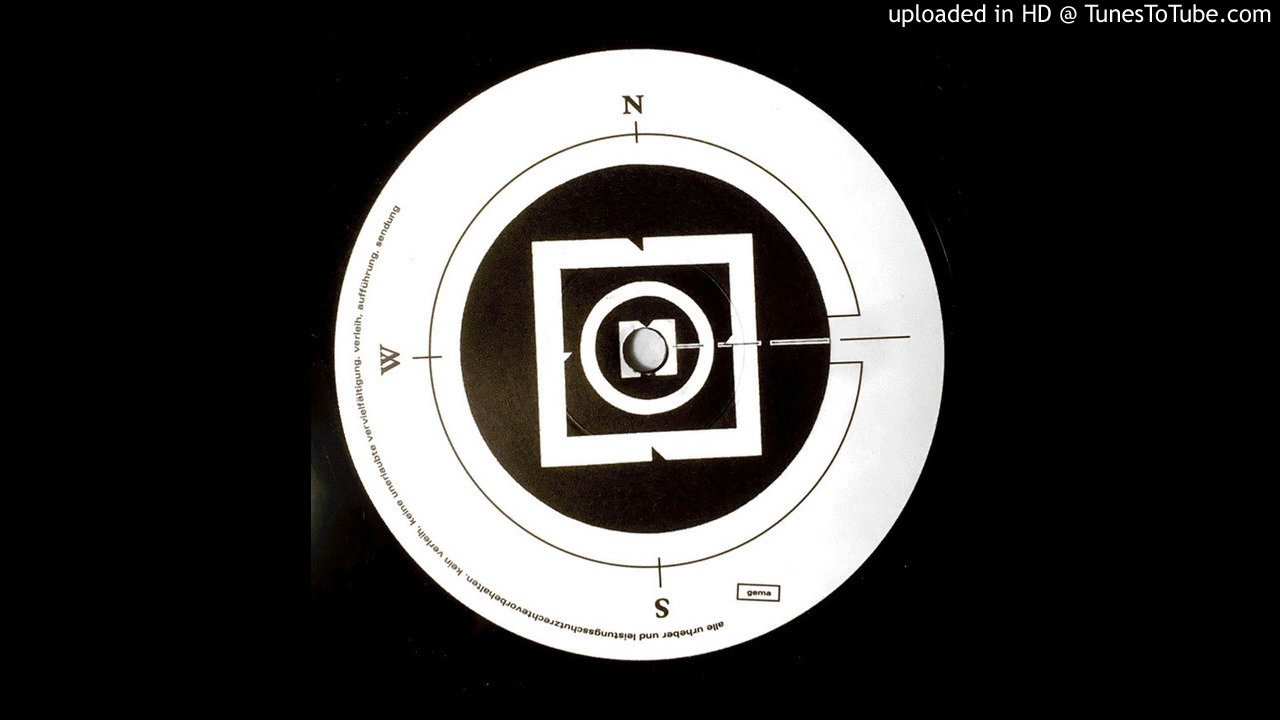 uploaded in HD @ TunesToTube.com
N
W
S
gema
alle urheber und leistungsschutzrechtevorbehalten. kein verleih. keine unerlaubte vervielfältigung. verleih. aufführung. sendung